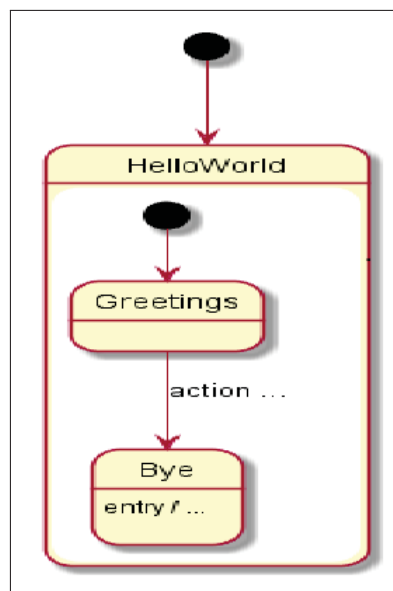 HelloWorld
Greetings
action ...
Bye
entry / ...